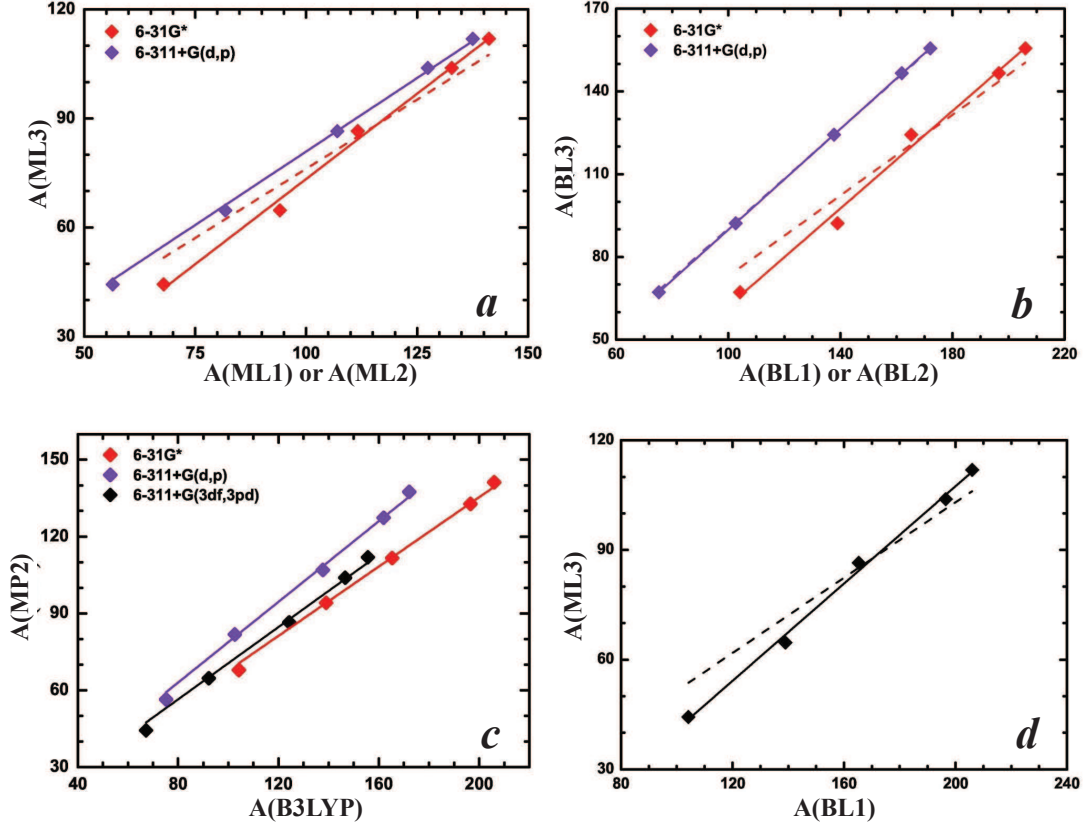 6-31G*
6-311+G(d,p)
A(ML3)
120
90
60
30
a
50
75
100
125
150
A(ML1) or A(ML2)
6-31G*
6-311+G(d,p)
A(BL3)
170
140
110
80
50
b
60
100
140
180
220
A(BL1) or A(BL2)
6-31G*
6-311+G(d,p)
6-311+G(3df,3pd)
A(MP2)
150
120
90
60
30
c
40
80
120
160
200
A(B3LYP)
A(ML3)
120
90
60
30
d
80
120
160
200
240
A(BL1)